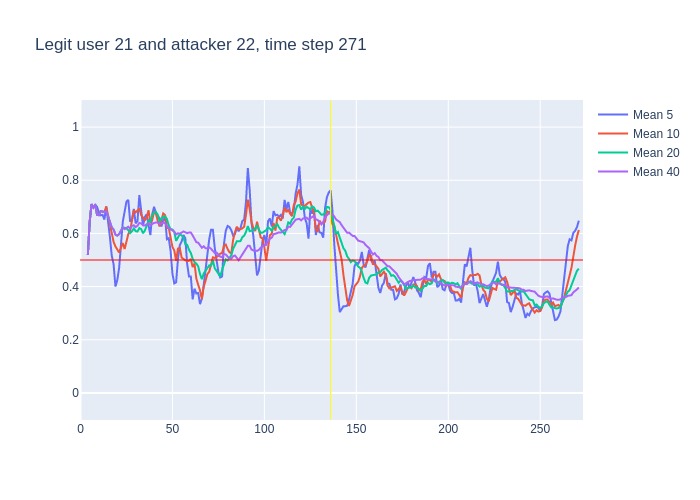 Legit user 21 and attacker 22, time step 271
Mean 5
Mean 10
Mean 20
Mean 40
1
0.8
0.6
0.4
0.2
0
0 50 100 150 200 250